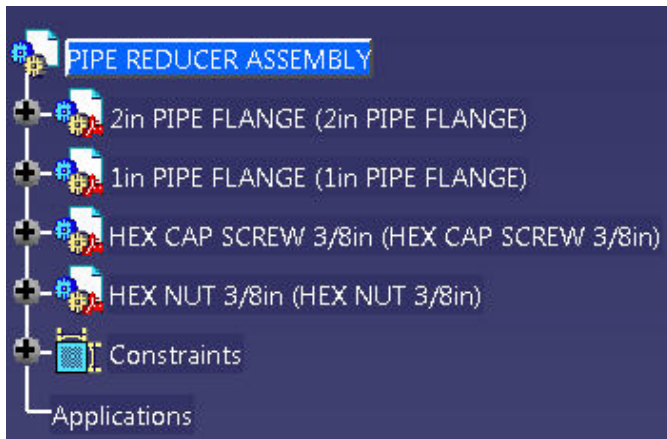 PIPE REDUCER ASSEMBLY
2in PIPE FLANGE (2in PIPE FLANGE)
1in PIPE FLANGE (1in PIPE FLANGE)
HEX CAP SCREW 3/8in (HEX CAP SCREW 3/8in)
HEX NUT 3/8in (HEX NUT 3/8in)
Constraints
Applications